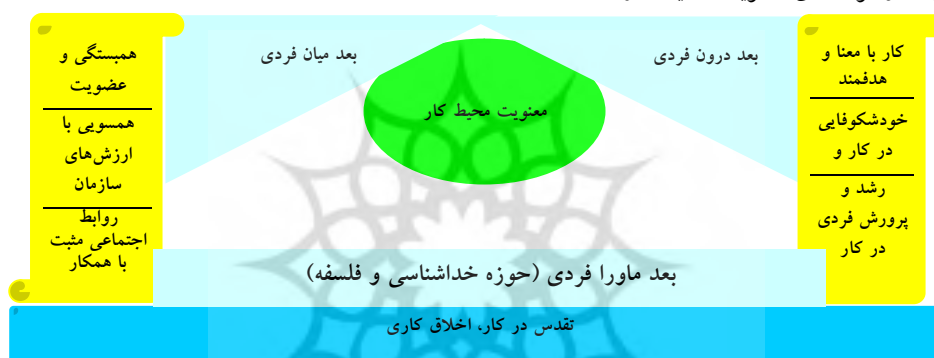 کار با معنا و
هدفمند
خودشکوفایی
در کار و
رشد و
پرورش فردی
در کار
بعد درون فردی
معنویت محیط کار
بعد میان فردی
همبستگی و
عضویت
همسویی با
ارزش‌های
سازمان
روابط
اجتماعی مثبت
با همکار
بعد ماورا فردی (حوزه خداشناسی و فلسفه)
تقدس در کار، اخلاق کاری